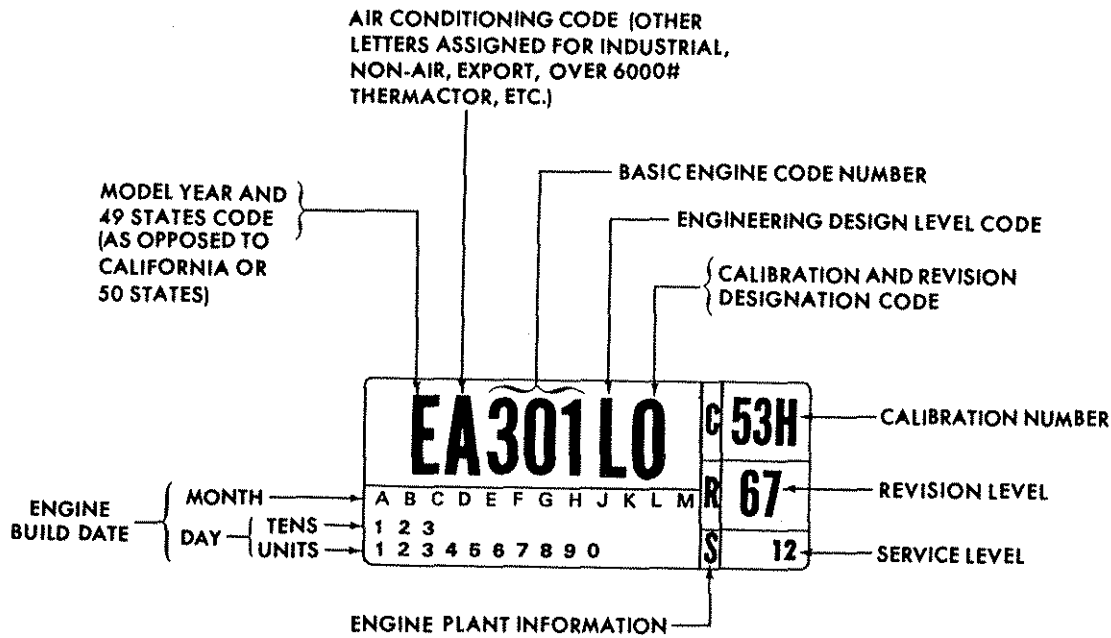 AIR CONDITIONING CODE (OTHER
LETTERS ASSIGNED FOR INDUSTRIAL,
NON-AIR, EXPORT, OVER 6000#
THERMACTOR, ETC.)
BASIC ENGINE CODE NUMBER
MODEL YEAR AND
49 STATES CODE
(AS OPPOSED TO
CALIFORNIA OR
50 STATES)
ENGINEERING DESIGN LEVEL CODE
CALIBRATION AND REVISION
DESIGNATION CODE
EA301L0
C 53H
CALIBRATION NUMBER
ENGINE
BUILD DATE
MONTH
A B C D E F G H J K L M
R 67
REVISION LEVEL
DAY
TENS
1 2 3
UNITS
1 2 3 4 5 6 7 8 9 0
S 12
SERVICE LEVEL
ENGINE PLANT INFORMATION